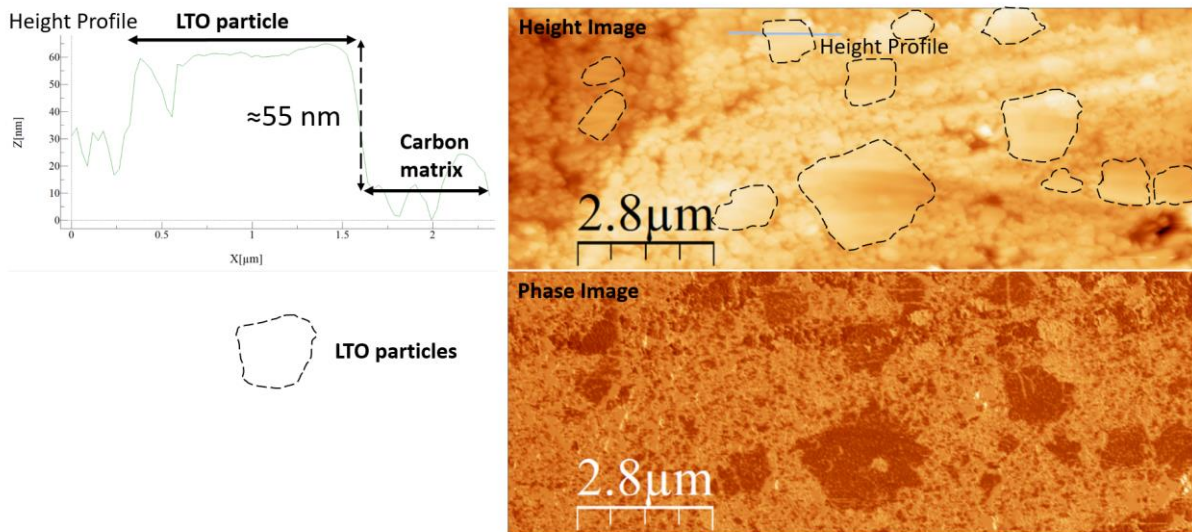 Height Profile
LTO particle
Z[nm]
60
50
40
30
20
10
0
≈55 nm
Carbon
matrix
0
0.5
1
1.5
2
X[µm]
LTO particles
Height Image
Height Profile
2.8µm
Phase Image
2.8µm